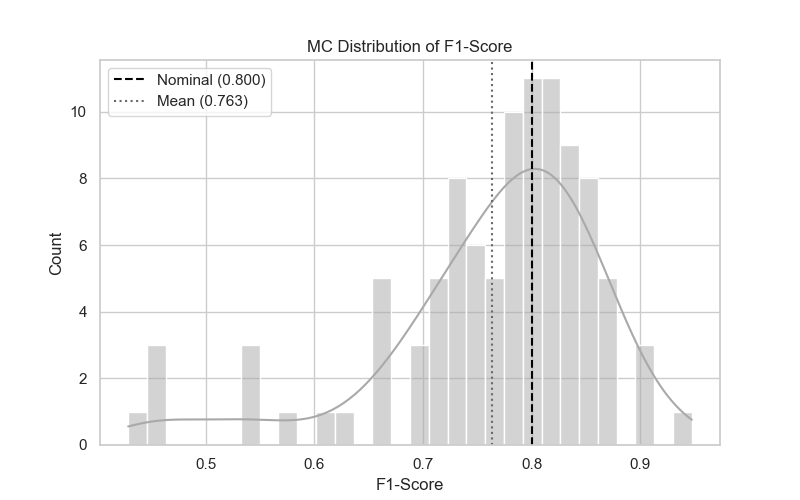 MC Distribution of F1-Score
Nominal (0.800)
Mean (0.763)
10
8
6
4
2
0
Count
0.5 0.6 0.7 0.8 0.9
F1-Score